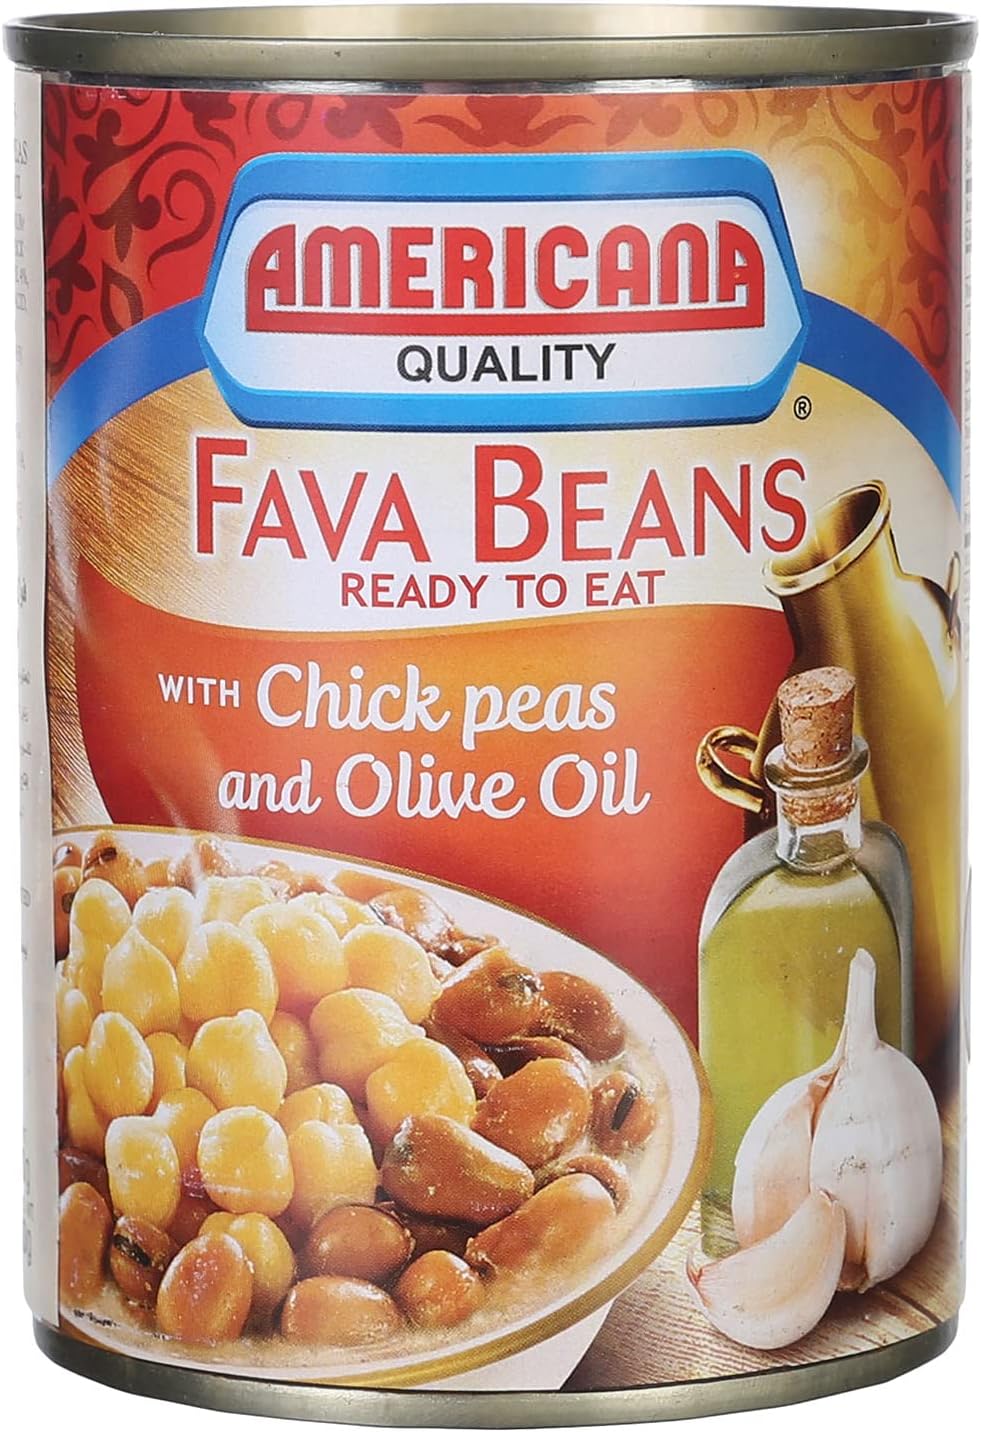 AMERICANA
QUALITY
®
FAVA BEANS
READY TO EAT
WITH Chick peas
and Olive Oil